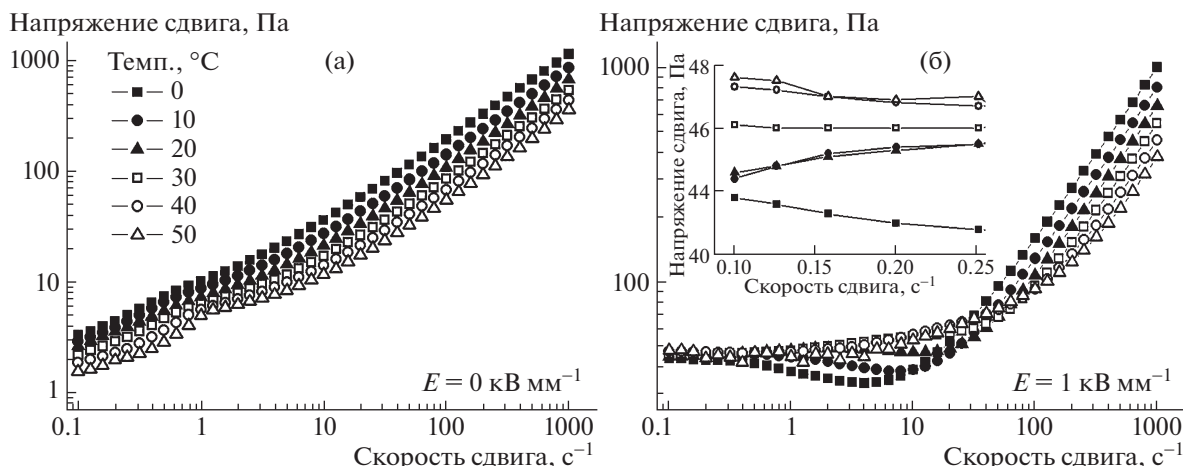 Напряжение сдвига, Па
1000
100
10
1
Темп., °C
0
10
20
30
40
50
(а)
E = 0 кВ мм⁻¹
0.1 1 10 100 1000
Скорость сдвига, с⁻¹
Напряжение сдвига, Па
1000
100
(б)
Напряжение сдвига, Па
48
46
44
40
0.10 0.15 0.20 0.25
Скорость сдвига, с⁻¹
E = 1 кВ мм⁻¹
0.1 1 10 100 1000
Скорость сдвига, с⁻¹